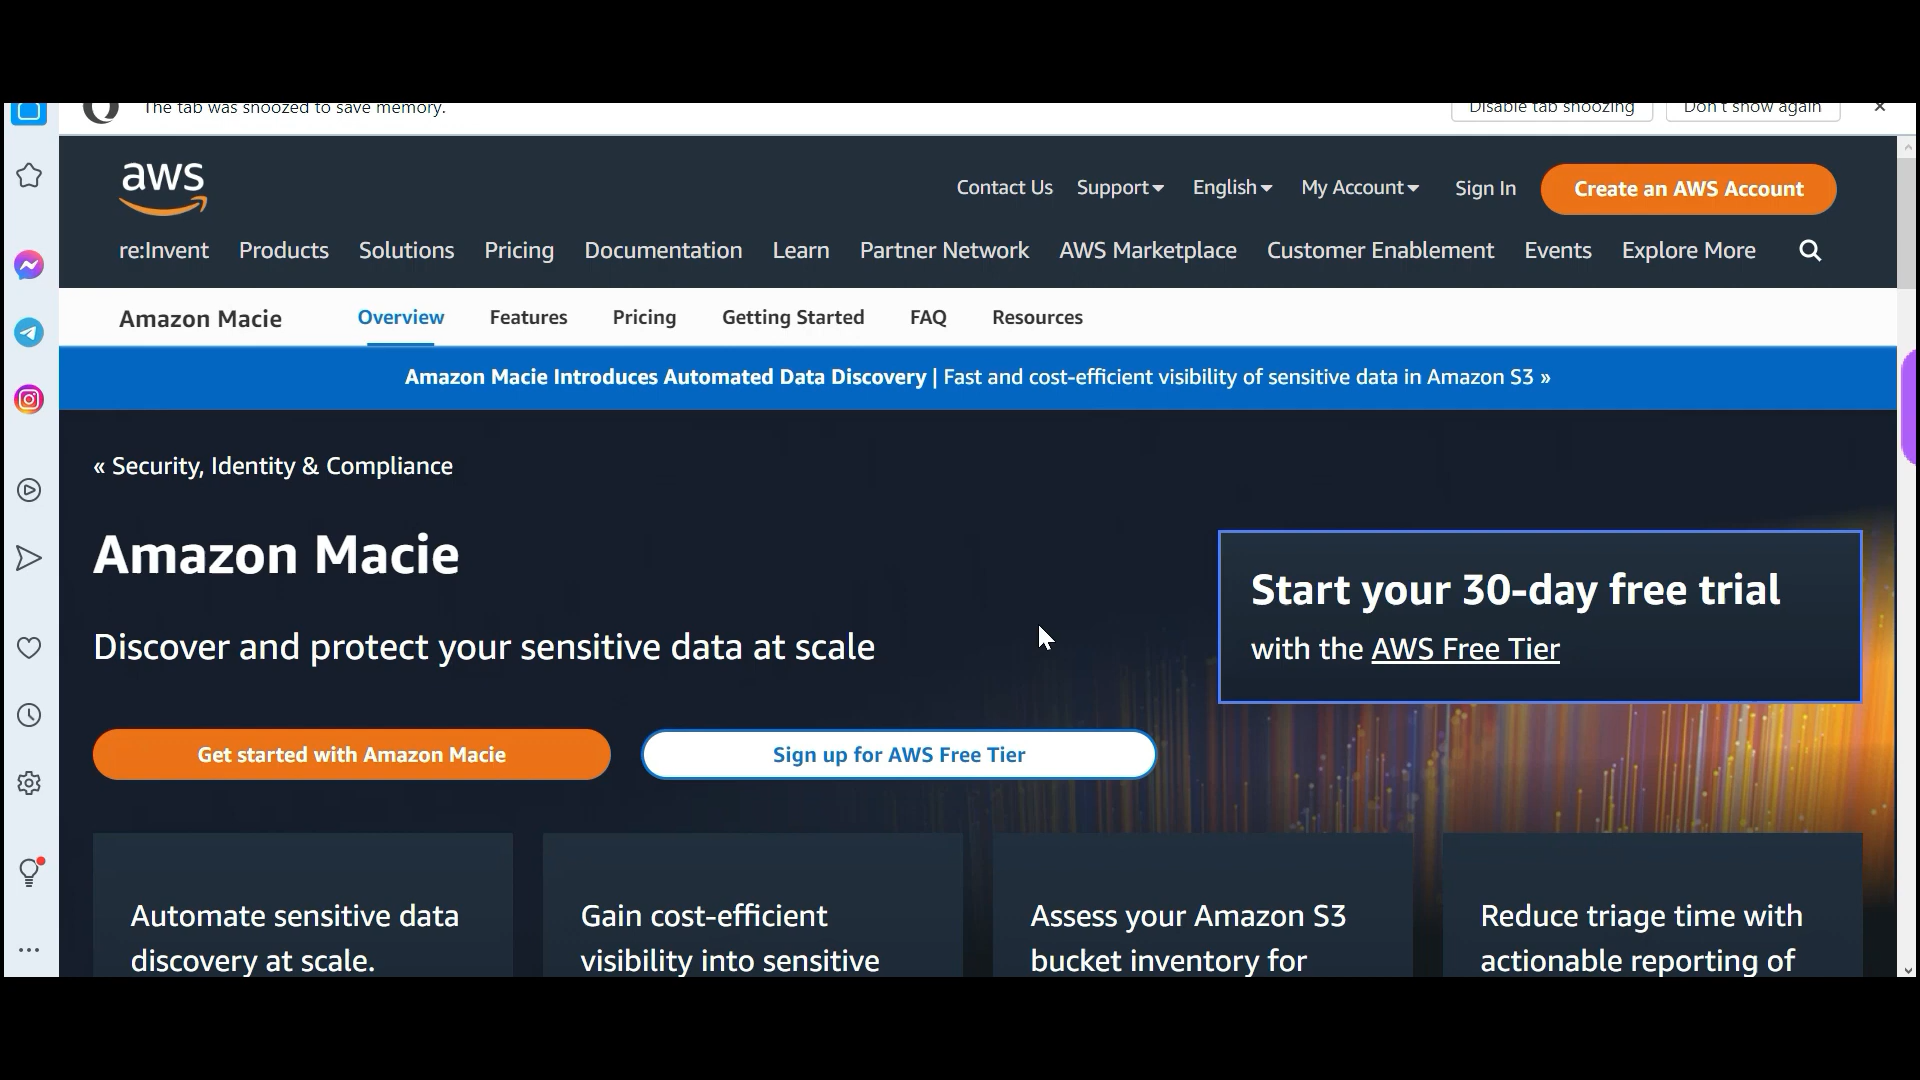 The tab was snoozed to save memory.
Disable tab snoozing
Don't show again
aws
Contact Us Support English My Account Sign In Create an AWS Account
re:Invent Products Solutions Pricing Documentation Learn Partner Network AWS Marketplace Customer Enablement Events Explore More
Amazon Macie Overview Features Pricing Getting Started FAQ Resources
Amazon Macie Introduces Automated Data Discovery | Fast and cost-efficient visibility of sensitive data in Amazon S3 »
« Security, Identity & Compliance
Amazon Macie
Discover and protect your sensitive data at scale
Start your 30-day free trial
with the AWS Free Tier
Get started with Amazon Macie
Sign up for AWS Free Tier
Automate sensitive data
discovery at scale.
Gain cost-efficient
visibility into sensitive
Assess your Amazon S3
bucket inventory for
Reduce triage time with
actionable reporting of